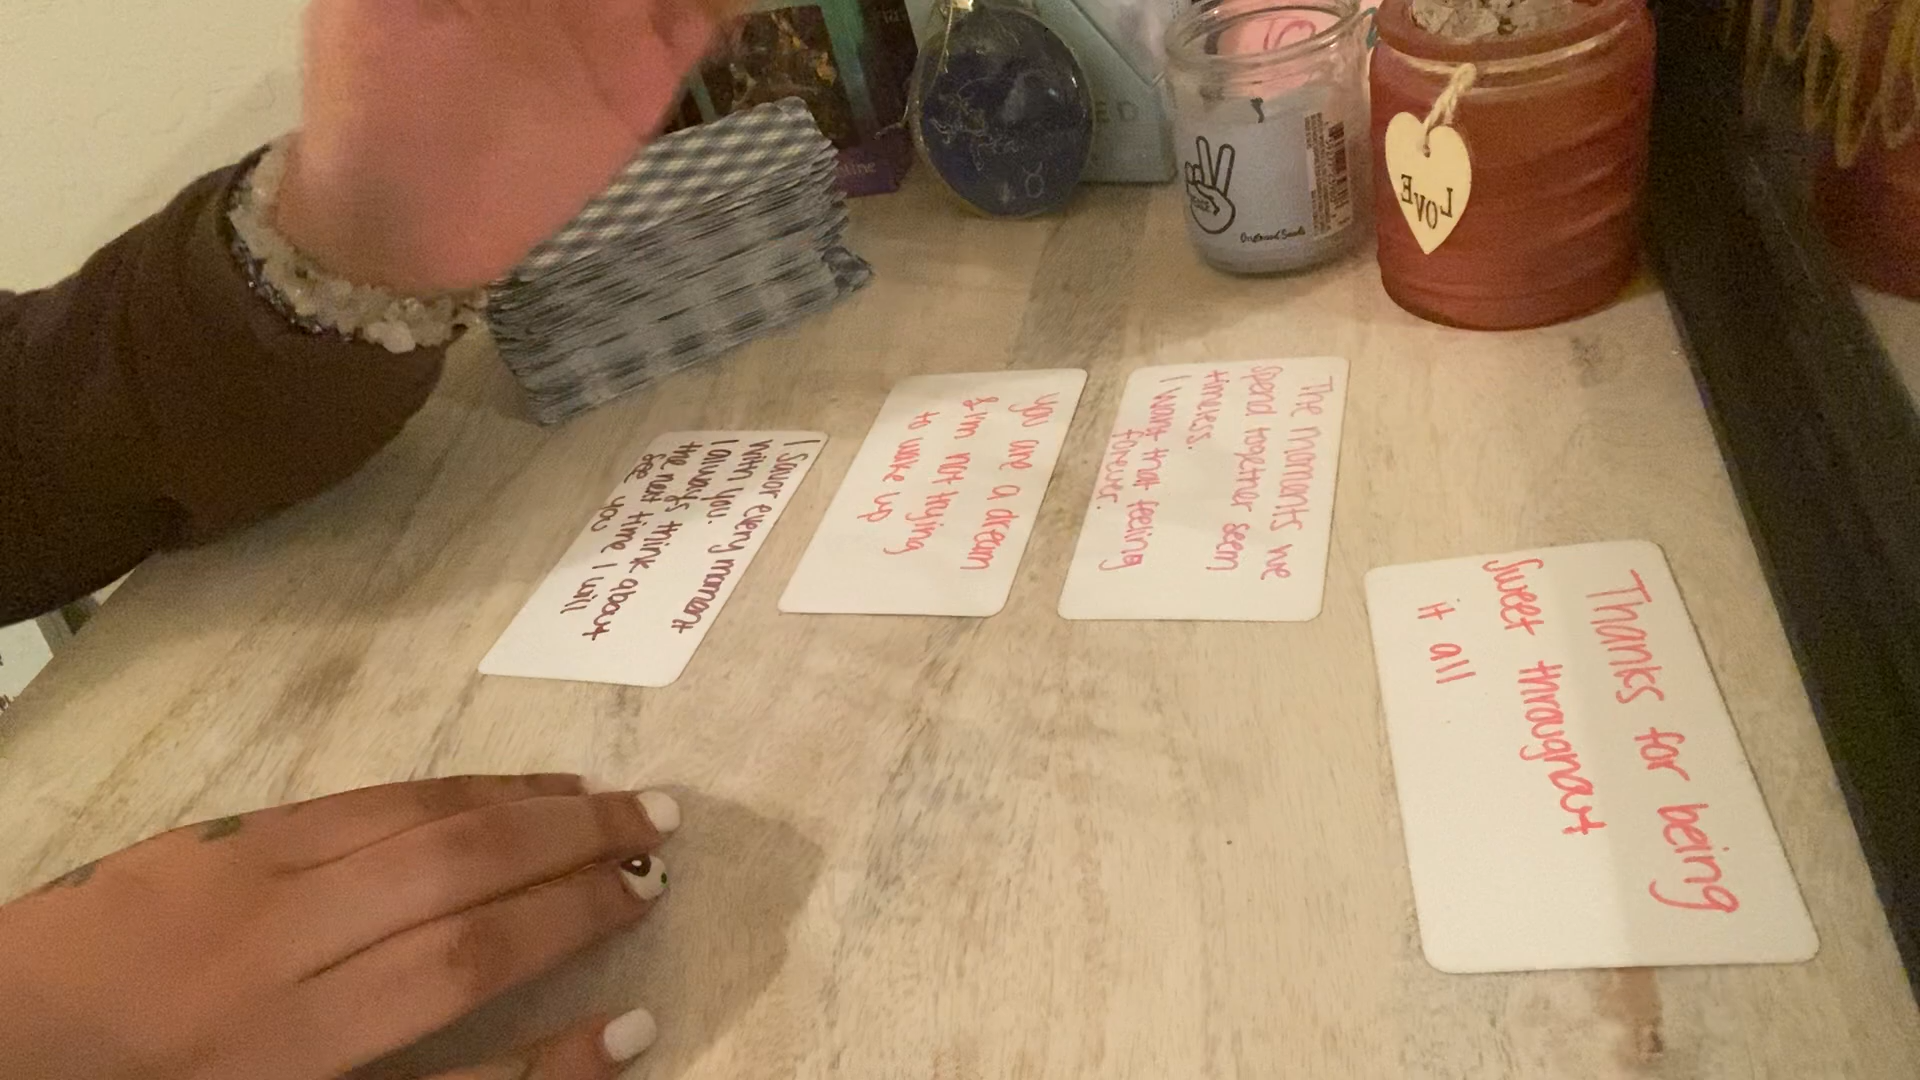 I savor every moment
with you.
I always think about
the next time I will
see you
you are a dream
& I'm not trying
to wake up
The moments we
spend together seem
timeless.
I want that feeling
forever.
Thanks for being
sweet throughout
it all
LOVE